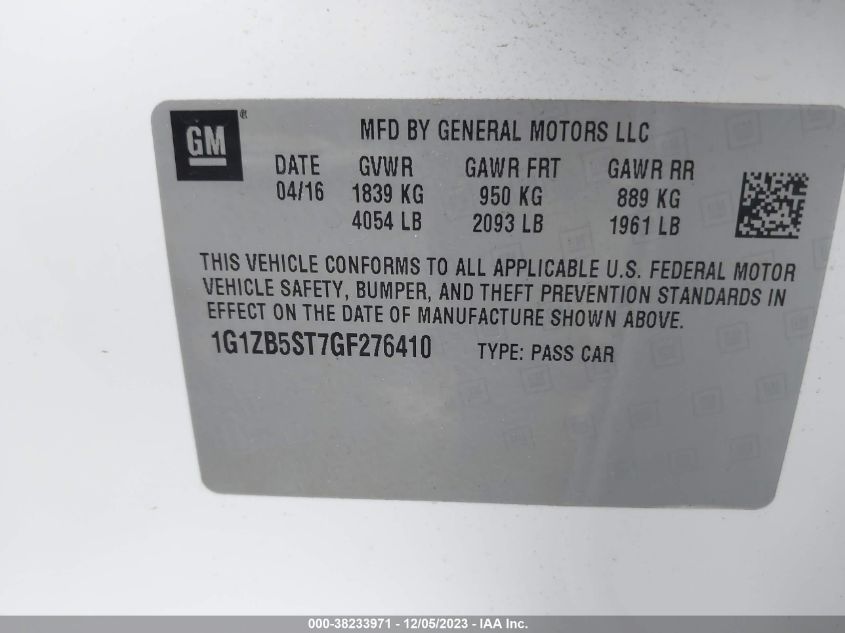 GM ®
MFD BY GENERAL MOTORS LLC
DATE GVWR GAWR FRT GAWR RR
04/16 1839 KG 950 KG 889 KG
4054 LB 2093 LB 1961 LB
THIS VEHICLE CONFORMS TO ALL APPLICABLE U.S. FEDERAL MOTOR
VEHICLE SAFETY, BUMPER, AND THEFT PREVENTION STANDARDS IN
EFFECT ON THE DATE OF MANUFACTURE SHOWN ABOVE.
1G1ZB5ST7GF276410 TYPE: PASS CAR
000-38233971 - 12/05/2023 - IAA Inc.